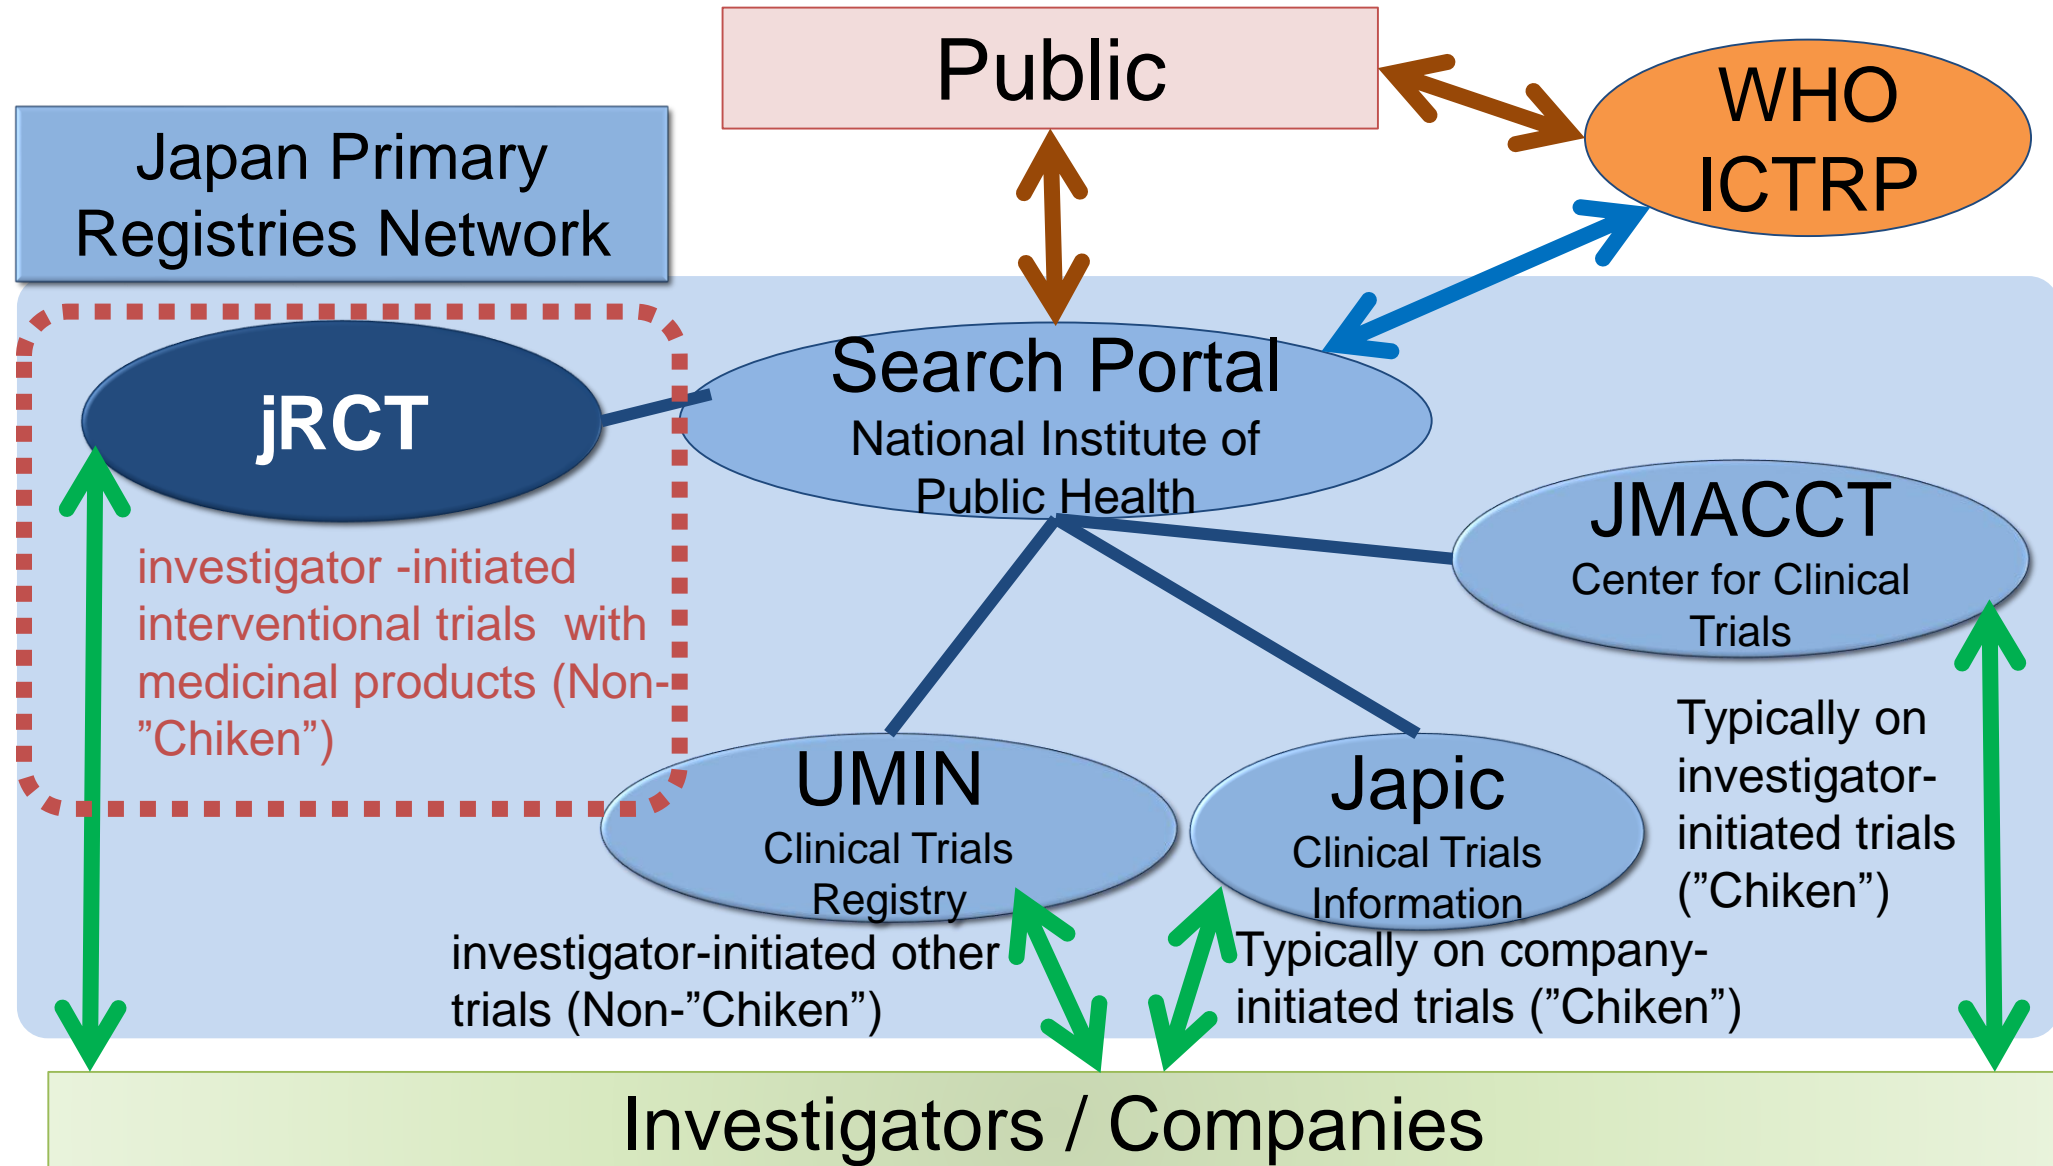 Public
WHO
ICTRP
Japan Primary
Registries Network
jRCT
Search Portal
National Institute of
Public Health
investigator -initiated
interventional trials  with
medicinal products (Non-
”Chiken”)
JMACCT
Center for Clinical
Trials
Typically on
investigator-
initiated trials
(”Chiken”)
UMIN
Clinical Trials
Registry
investigator-initiated other
trials (Non-”Chiken”)
Japic
Clinical Trials
Information
Typically on company-
initiated trials (”Chiken”)
Investigators / Companies